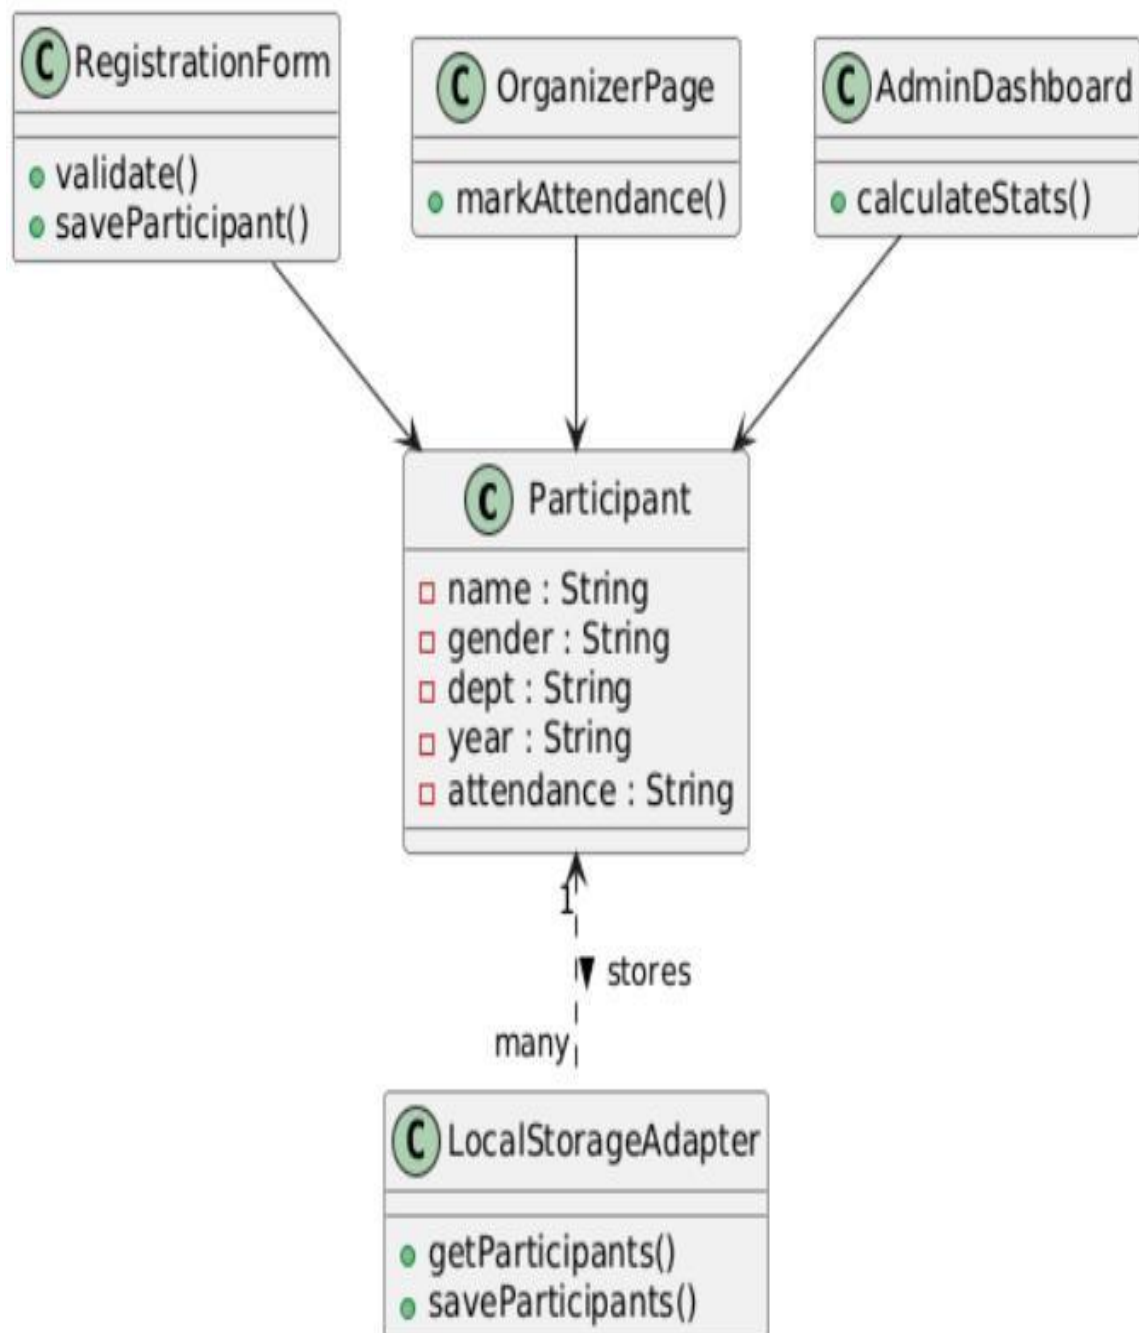 C RegistrationForm
validate()
saveParticipant()
C OrganizerPage
markAttendance()
C AdminDashboard
calculateStats()
C Participant
name : String
gender : String
dept : String
year : String
attendance : String
1
stores
many
C LocalStorageAdapter
getParticipants()
saveParticipants()